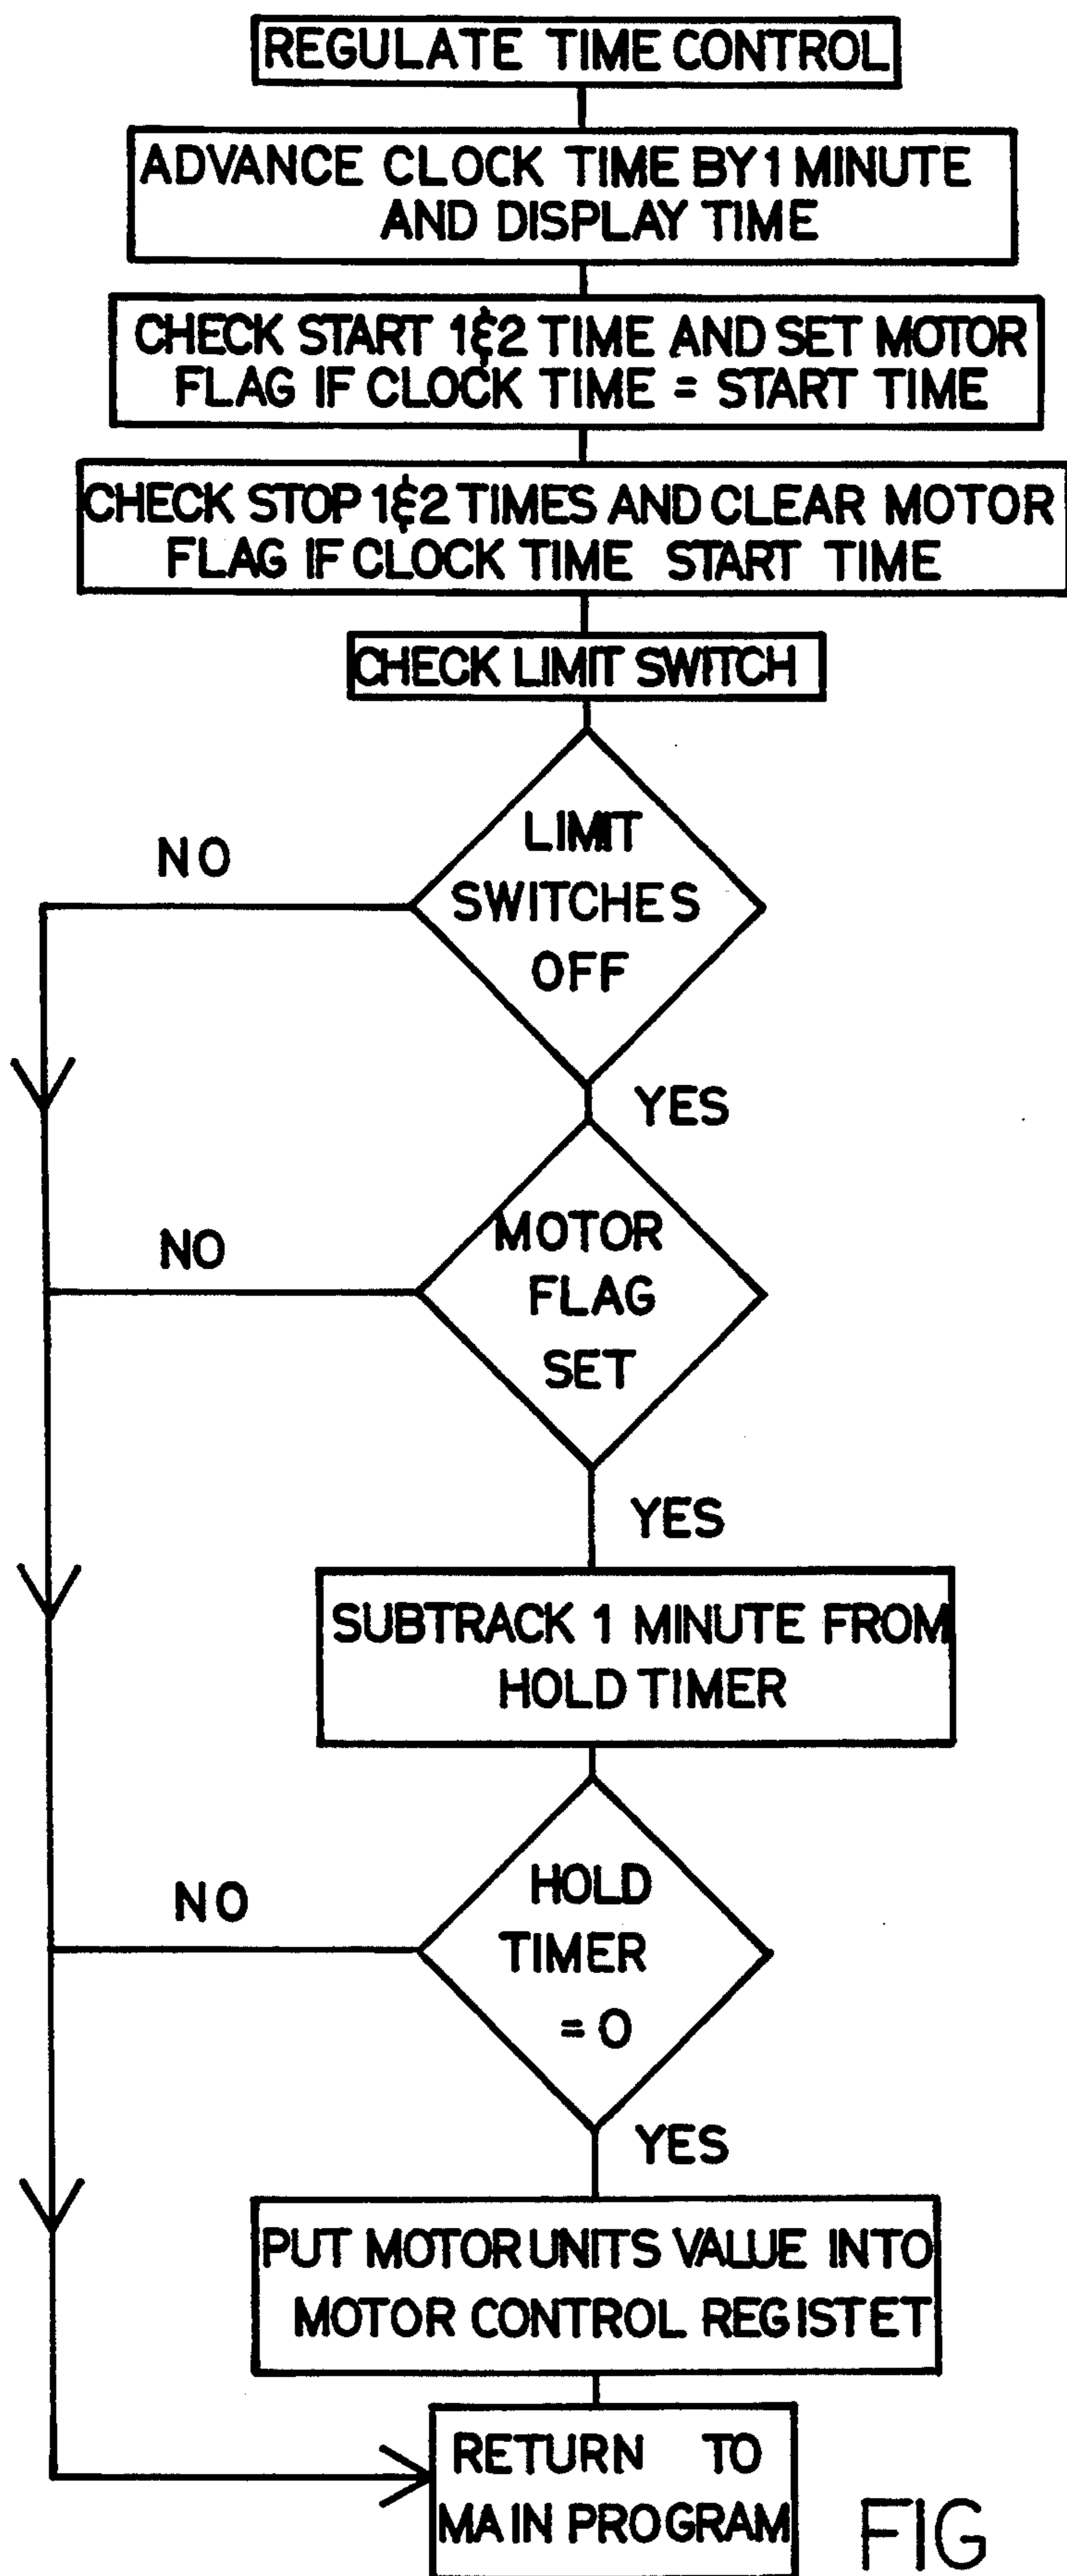 REGULATE TIME CONTROL
ADVANCE CLOCK TIME BY 1 MINUTE
AND DISPLAY TIME
CHECK START 1&2 TIME AND SET MOTOR
FLAG IF CLOCK TIME = START TIME
CHECK STOP 1&2 TIMES AND CLEAR MOTOR
FLAG IF CLOCK TIME START TIME
CHECK LIMIT SWITCH
LIMIT
SWITCHES
OFF
NO
YES
MOTOR
FLAG
SET
NO
YES
SUBTRACK 1 MINUTE FROM
HOLD TIMER
HOLD
TIMER
= 0
NO
YES
PUT MOTOR UNITS VALUE INTO
MOTOR CONTROL REGISTET
RETURN TO
MAIN PROGRAM
FIG